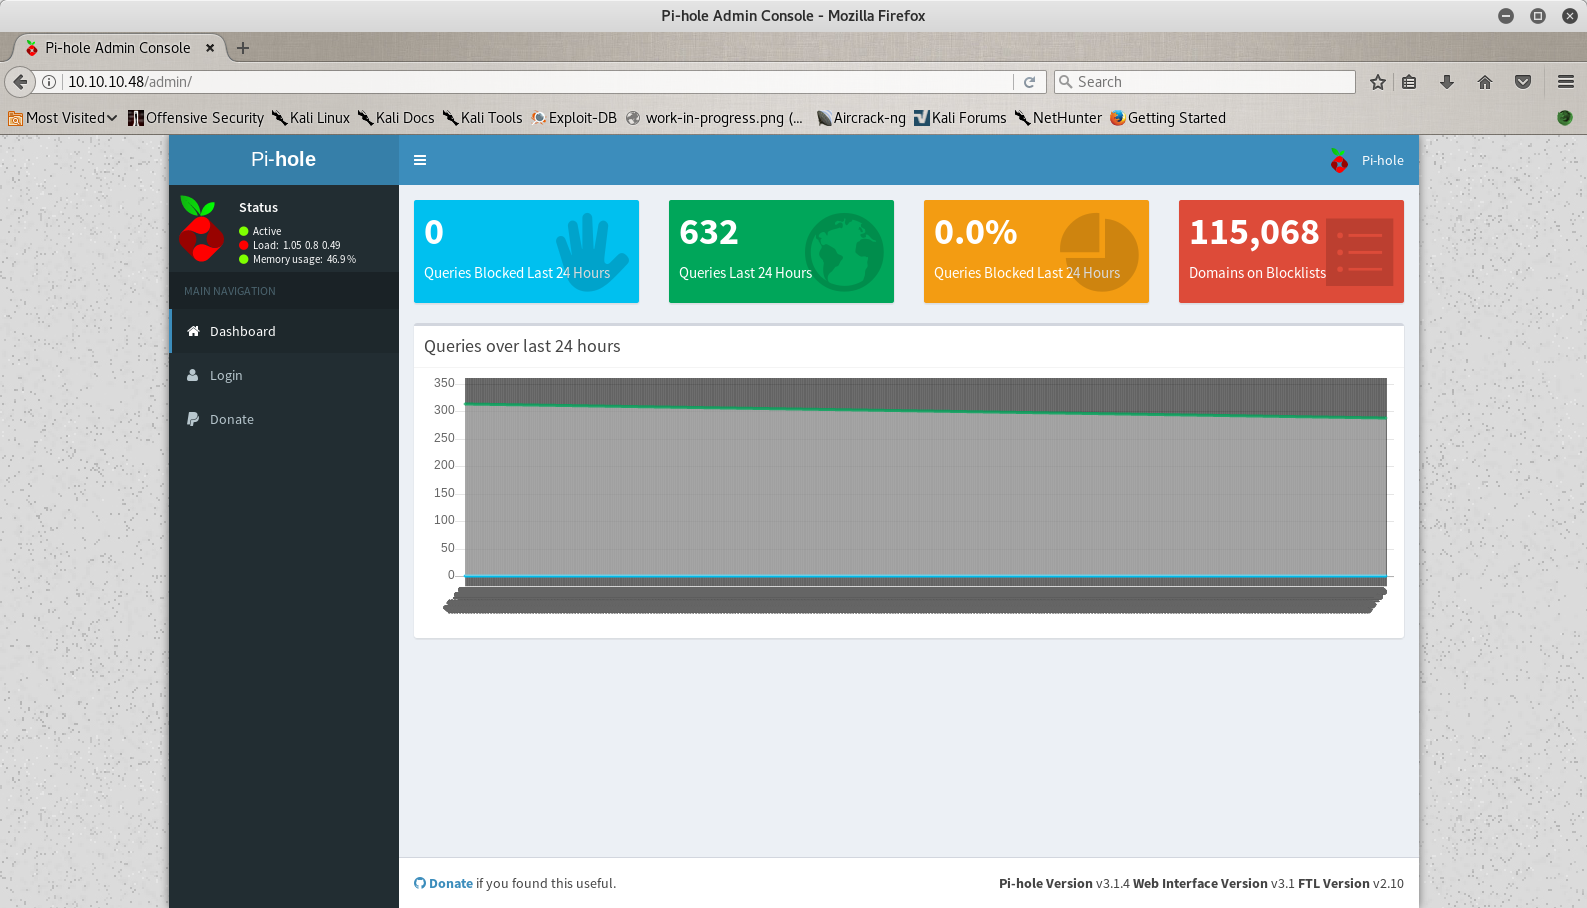 Pi-hole Admin Console - Mozilla Firefox
Pi-hole Admin Console
10.10.10.48/admin/
Search
Most Visited Offensive Security Kali Linux Kali Docs Kali Tools Exploit-DB work-in-progress.png (... Aircrack-ng Kali Forums NetHunter Getting Started
Pi-hole
Pi-hole
Status
Active
Load: 1.05 0.8 0.49
Memory usage: 46.9 %
MAIN NAVIGATION
Dashboard
Login
Donate
0
Queries Blocked Last 24 Hours
632
Queries Last 24 Hours
0.0%
Queries Blocked Last 24 Hours
115,068
Domains on Blocklists
Queries over last 24 hours
350
300
250
200
150
100
50
0
Donate if you found this useful.
Pi-hole Version v3.1.4 Web Interface Version v3.1 FTL Version v2.10